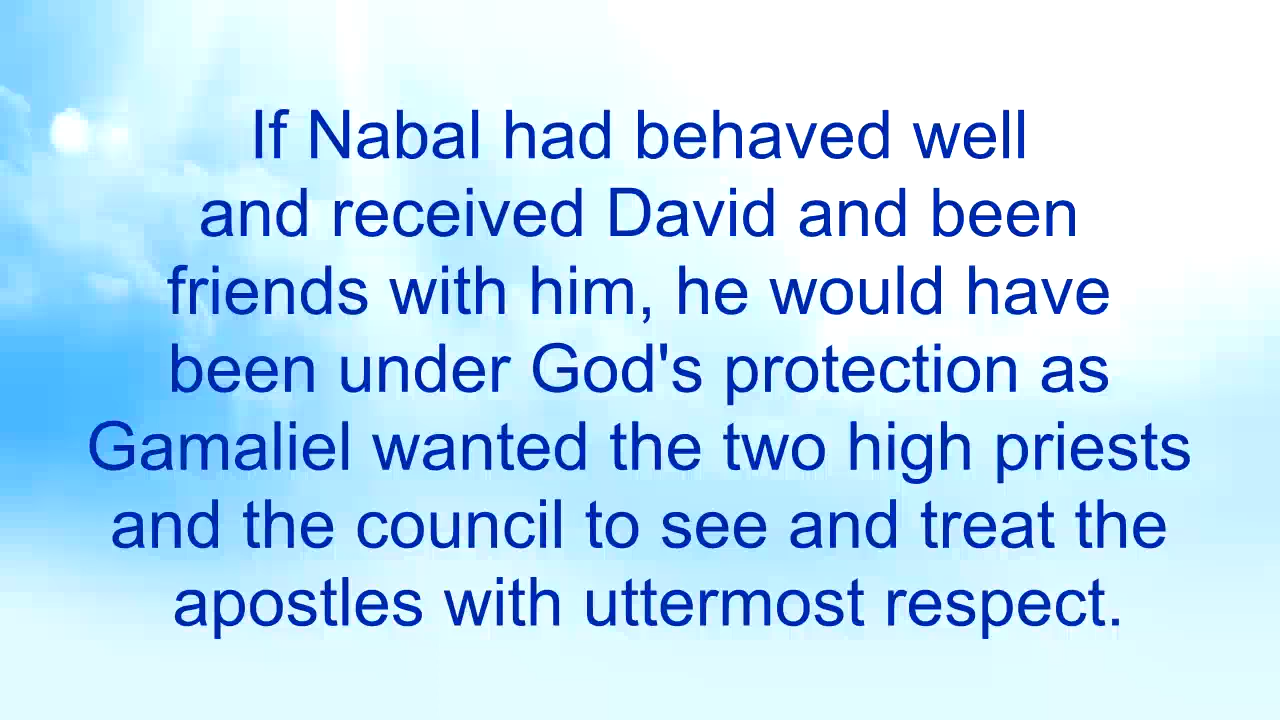 If Nabal had behaved well
and received David and been
friends with him, he would have
been under God's protection as
Gamaliel wanted the two high priests
and the council to see and treat the
apostles with uttermost respect.